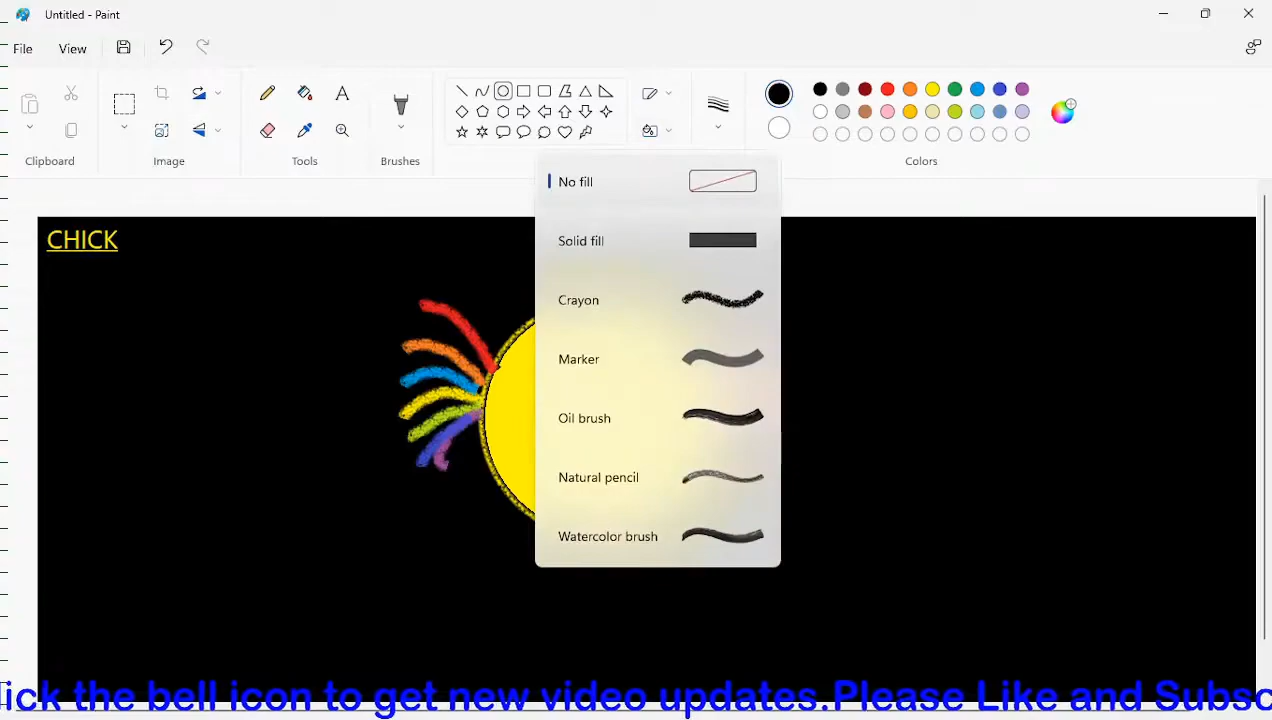 Untitled - Paint
File View
Clipboard Image Tools Brushes Colors
No fill
Solid fill
Crayon
Marker
Oil brush
Natural pencil
Watercolor brush
CHICK
ick the bell icon to get new video updates.Please Like and Subsc